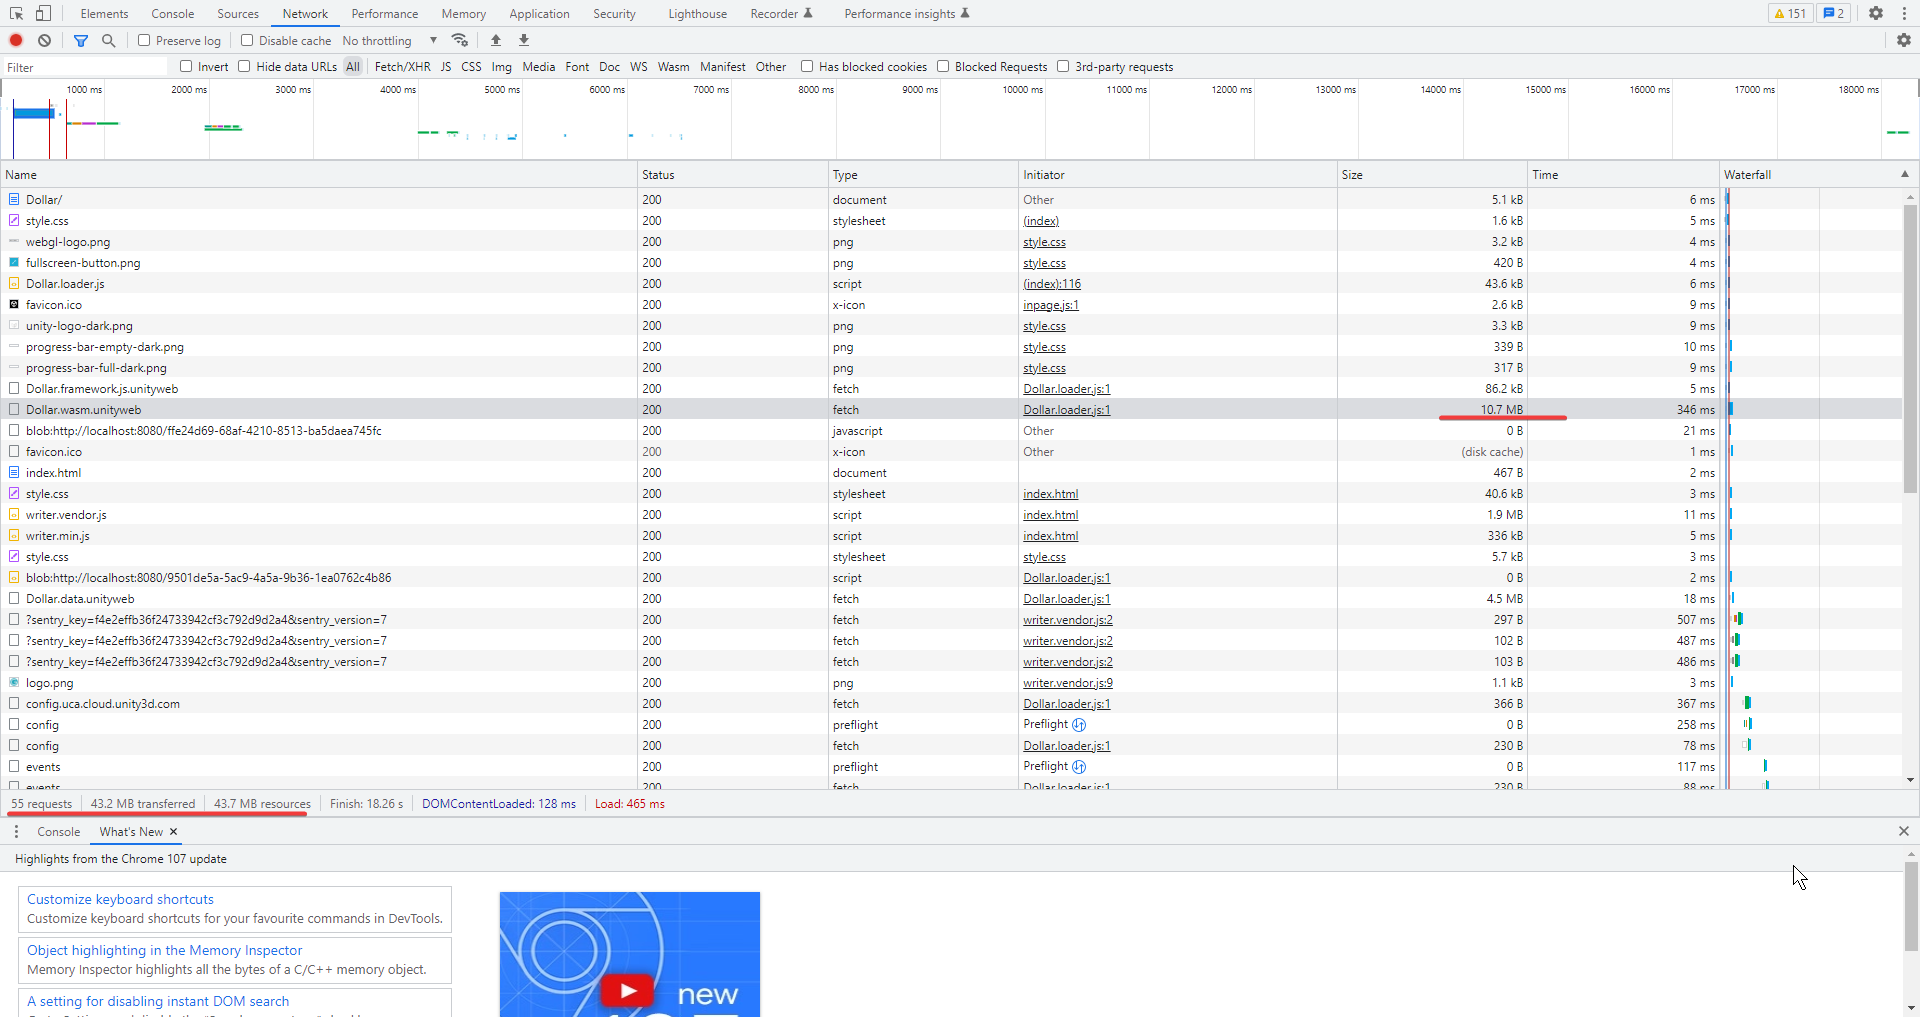 Elements Console Sources Network Performance Memory Application Security Lighthouse Recorder Performance insights 151 2
Preserve log Disable cache No throttling
Filter Invert Hide data URLs All Fetch/XHR JS CSS Img Media Font Doc WS Wasm Manifest Other Has blocked cookies Blocked Requests 3rd-party requests
1000 ms 2000 ms 3000 ms 4000 ms 5000 ms 6000 ms 7000 ms 8000 ms 9000 ms 10000 ms 11000 ms 12000 ms 13000 ms 14000 ms 15000 ms 16000 ms 17000 ms 18000 ms
Name Status Type Initiator Size Time Waterfall
Dollar/ 200 document Other 5.1 kB 6 ms
style.css 200 stylesheet (index) 1.6 kB 5 ms
webgl-logo.png 200 png style.css 3.2 kB 4 ms
fullscreen-button.png 200 png style.css 420 B 4 ms
Dollar.loader.js 200 script (index):116 43.6 kB 6 ms
favicon.ico 200 x-icon inpage.js:1 2.6 kB 9 ms
unity-logo-dark.png 200 png style.css 3.3 kB 9 ms
progress-bar-empty-dark.png 200 png style.css 339 B 10 ms
progress-bar-full-dark.png 200 png style.css 317 B 9 ms
Dollar.framework.js.unityweb 200 fetch Dollar.loader.js:1 86.2 kB 5 ms
Dollar.wasm.unityweb 200 fetch Dollar.loader.js:1 10.7 MB 346 ms
blob:http://localhost:8080/ffe24d69-68af-4210-8513-ba5daea745fc 200 javascript Other 0 B 21 ms
favicon.ico 200 x-icon Other (disk cache) 1 ms
index.html 200 document 467 B 2 ms
style.css 200 stylesheet index.html 40.6 kB 3 ms
writer.vendor.js 200 script index.html 1.9 MB 11 ms
writer.min.js 200 script index.html 336 kB 5 ms
style.css 200 stylesheet style.css 5.7 kB 3 ms
blob:http://localhost:8080/9501de5a-5ac9-4a5a-9b36-1ea0762c4b86 200 script Dollar.loader.js:1 0 B 2 ms
Dollar.data.unityweb 200 fetch Dollar.loader.js:1 4.5 MB 18 ms
?sentry_key=f4e2effb36f24733942cf3c792d9d2a4&sentry_version=7 200 fetch writer.vendor.js:2 297 B 507 ms
?sentry_key=f4e2effb36f24733942cf3c792d9d2a4&sentry_version=7 200 fetch writer.vendor.js:2 102 B 487 ms
?sentry_key=f4e2effb36f24733942cf3c792d9d2a4&sentry_version=7 200 fetch writer.vendor.js:2 103 B 486 ms
logo.png 200 png writer.vendor.js:9 1.1 kB 3 ms
config.uca.cloud.unity3d.com 200 fetch Dollar.loader.js:1 366 B 367 ms
config 200 preflight Preflight 0 B 258 ms
config 200 fetch Dollar.loader.js:1 230 B 78 ms
events 200 preflight Preflight 0 B 117 ms
events 200 fetch Dollar.loader.js:1 230 B 88 ms
55 requests 43.2 MB transferred 43.7 MB resources Finish: 18.26 s DOMContentLoaded: 128 ms Load: 465 ms
Console What's New
Highlights from the Chrome 107 update
Customize keyboard shortcuts
Customize keyboard shortcuts for your favourite commands in DevTools.
Object highlighting in the Memory Inspector
Memory Inspector highlights all the bytes of a C/C++ memory object.
A setting for disabling instant DOM search
new